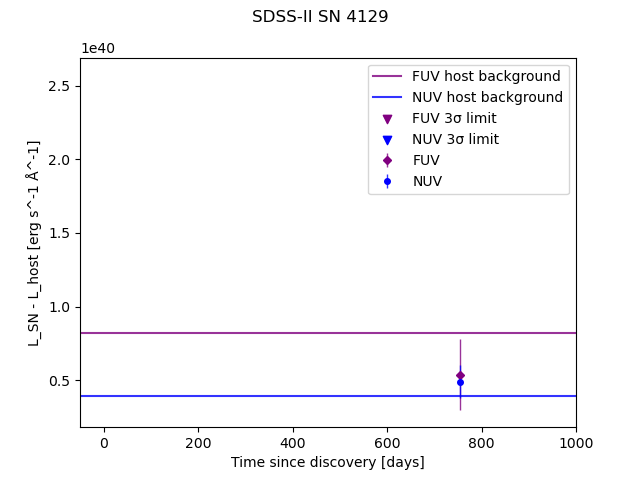 SDSS-II SN 4129
1e40
FUV host background
NUV host background
FUV 3σ limit
NUV 3σ limit
FUV
NUV
2.5
2.0
1.5
1.0
0.5
L_SN - L_host [erg s^-1 Å^-1]
0 200 400 600 800 1000
Time since discovery [days]